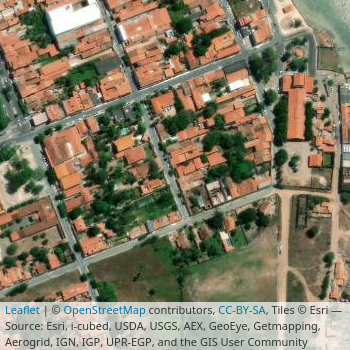 Leaflet | © OpenStreetMap contributors, CC-BY-SA, Tiles © Esri —
Source: Esri, i-cubed, USDA, USGS, AEX, GeoEye, Getmapping,
Aerogrid, IGN, IGP, UPR-EGP, and the GIS User Community